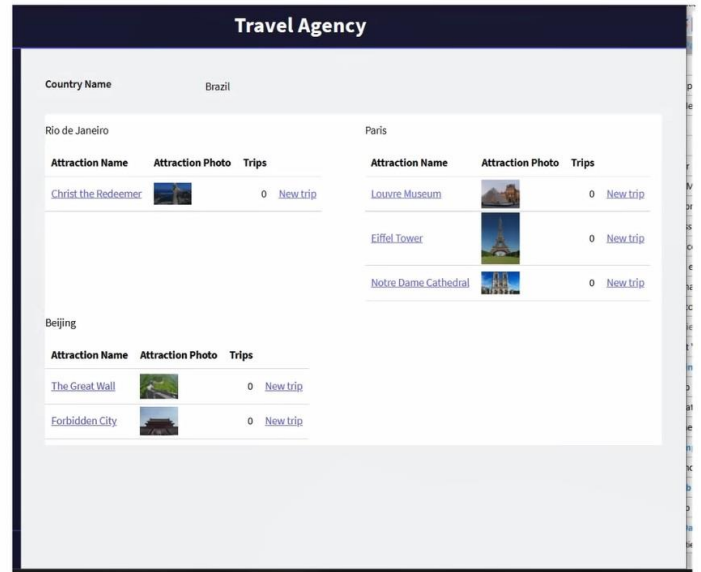 Travel Agency
Country Name Brazil
Rio de Janeiro
Attraction Name Attraction Photo Trips
Christ the Redeemer 0 New trip
Paris
Attraction Name Attraction Photo Trips
Louvre Museum 0 New trip
Eiffel Tower 0 New trip
Notre Dame Cathedral 0 New trip
Beijing
Attraction Name Attraction Photo Trips
The Great Wall 0 New trip
Forbidden City 0 New trip